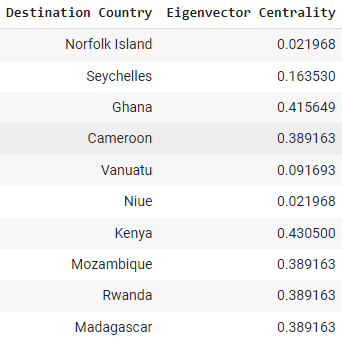 Destination Country Eigenvector Centrality
Norfolk Island 0.021968
Seychelles 0.163530
Ghana 0.415649
Cameroon 0.389163
Vanuatu 0.091693
Niue 0.021968
Kenya 0.430500
Mozambique 0.389163
Rwanda 0.389163
Madagascar 0.389163